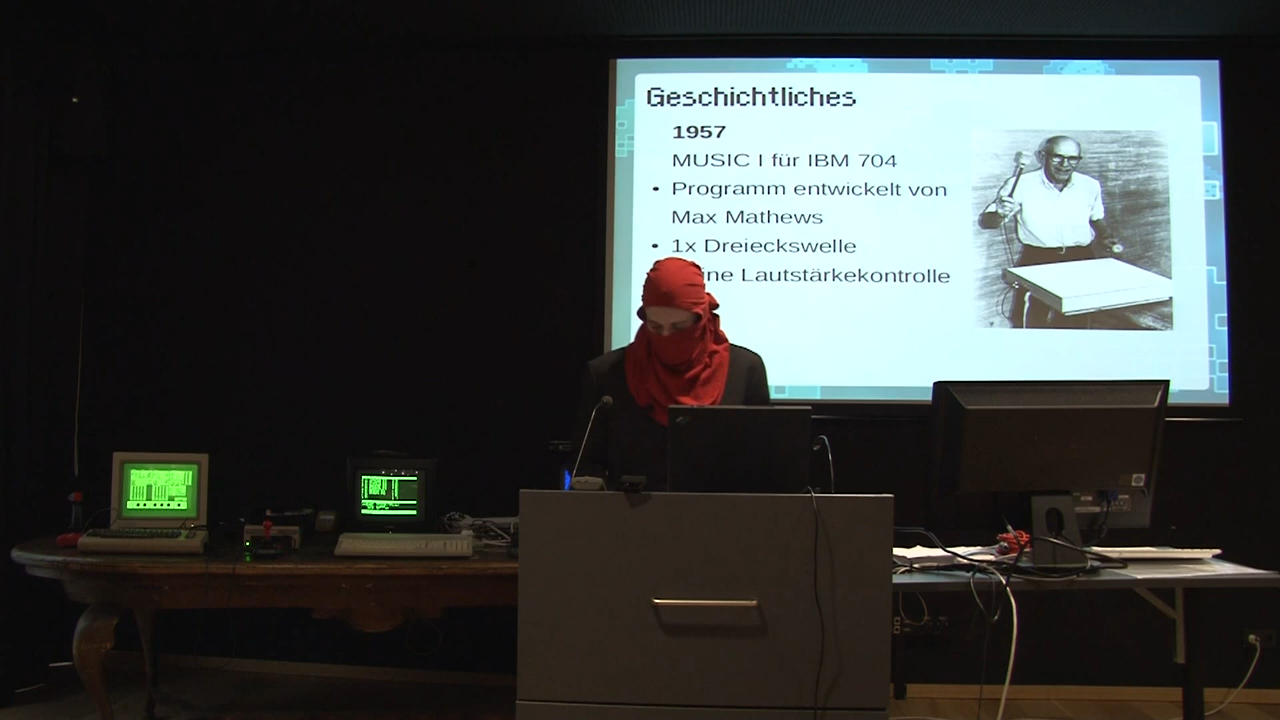 Geschichtliches
1957
MUSIC I für IBM 704
• Programm entwickelt von
Max Mathews
• 1x Dreieckswelle
Lautstärkekontrolle